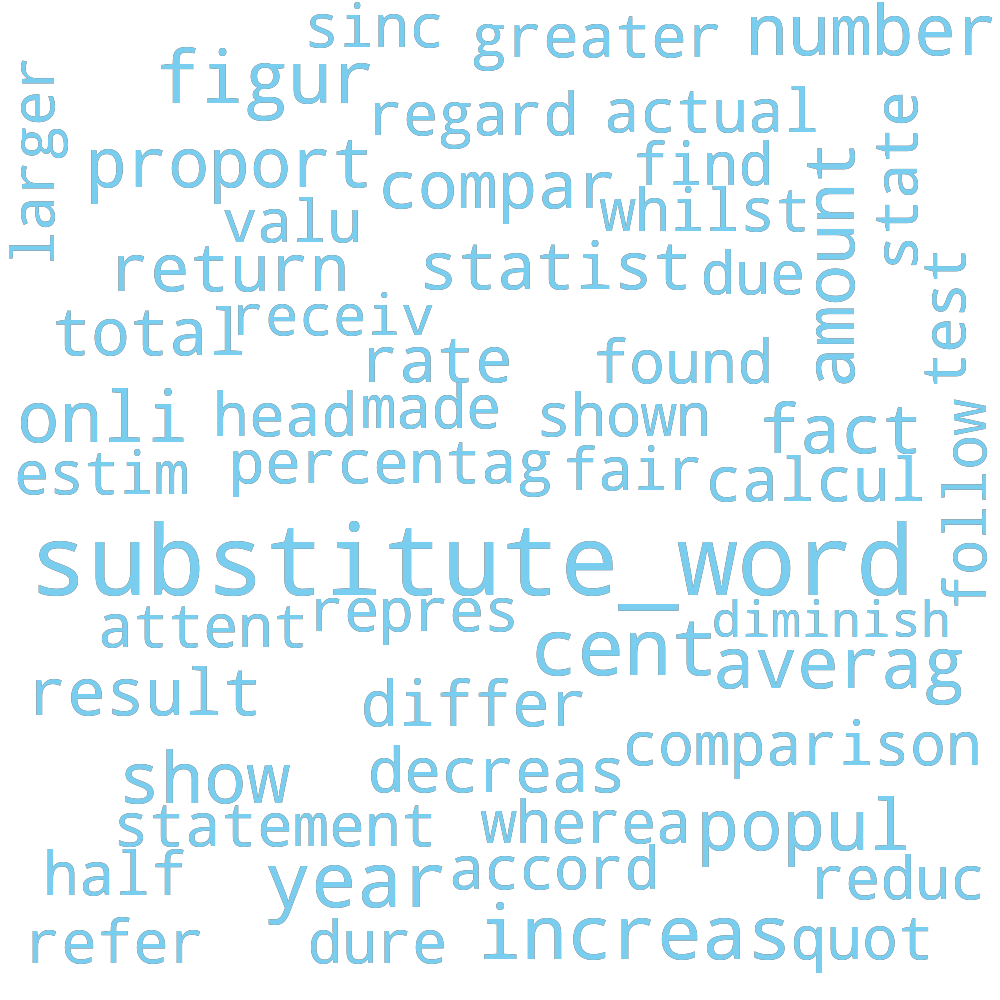 sinc
greater
number
figur
larger
regard
actual
state
proport
compar
find
whilst
amount
valu
return
statist
due
test
total
receiv
rate
found
onli
head
made
shown
fact
follow
estim
percentag
fair
calcul
substitute_word
attent
repres
cent
diminish
averag
result
differ
comparison
show
decreas
statement
wherea
popul
half
year
accord
reduc
refer
dure
increas
quot